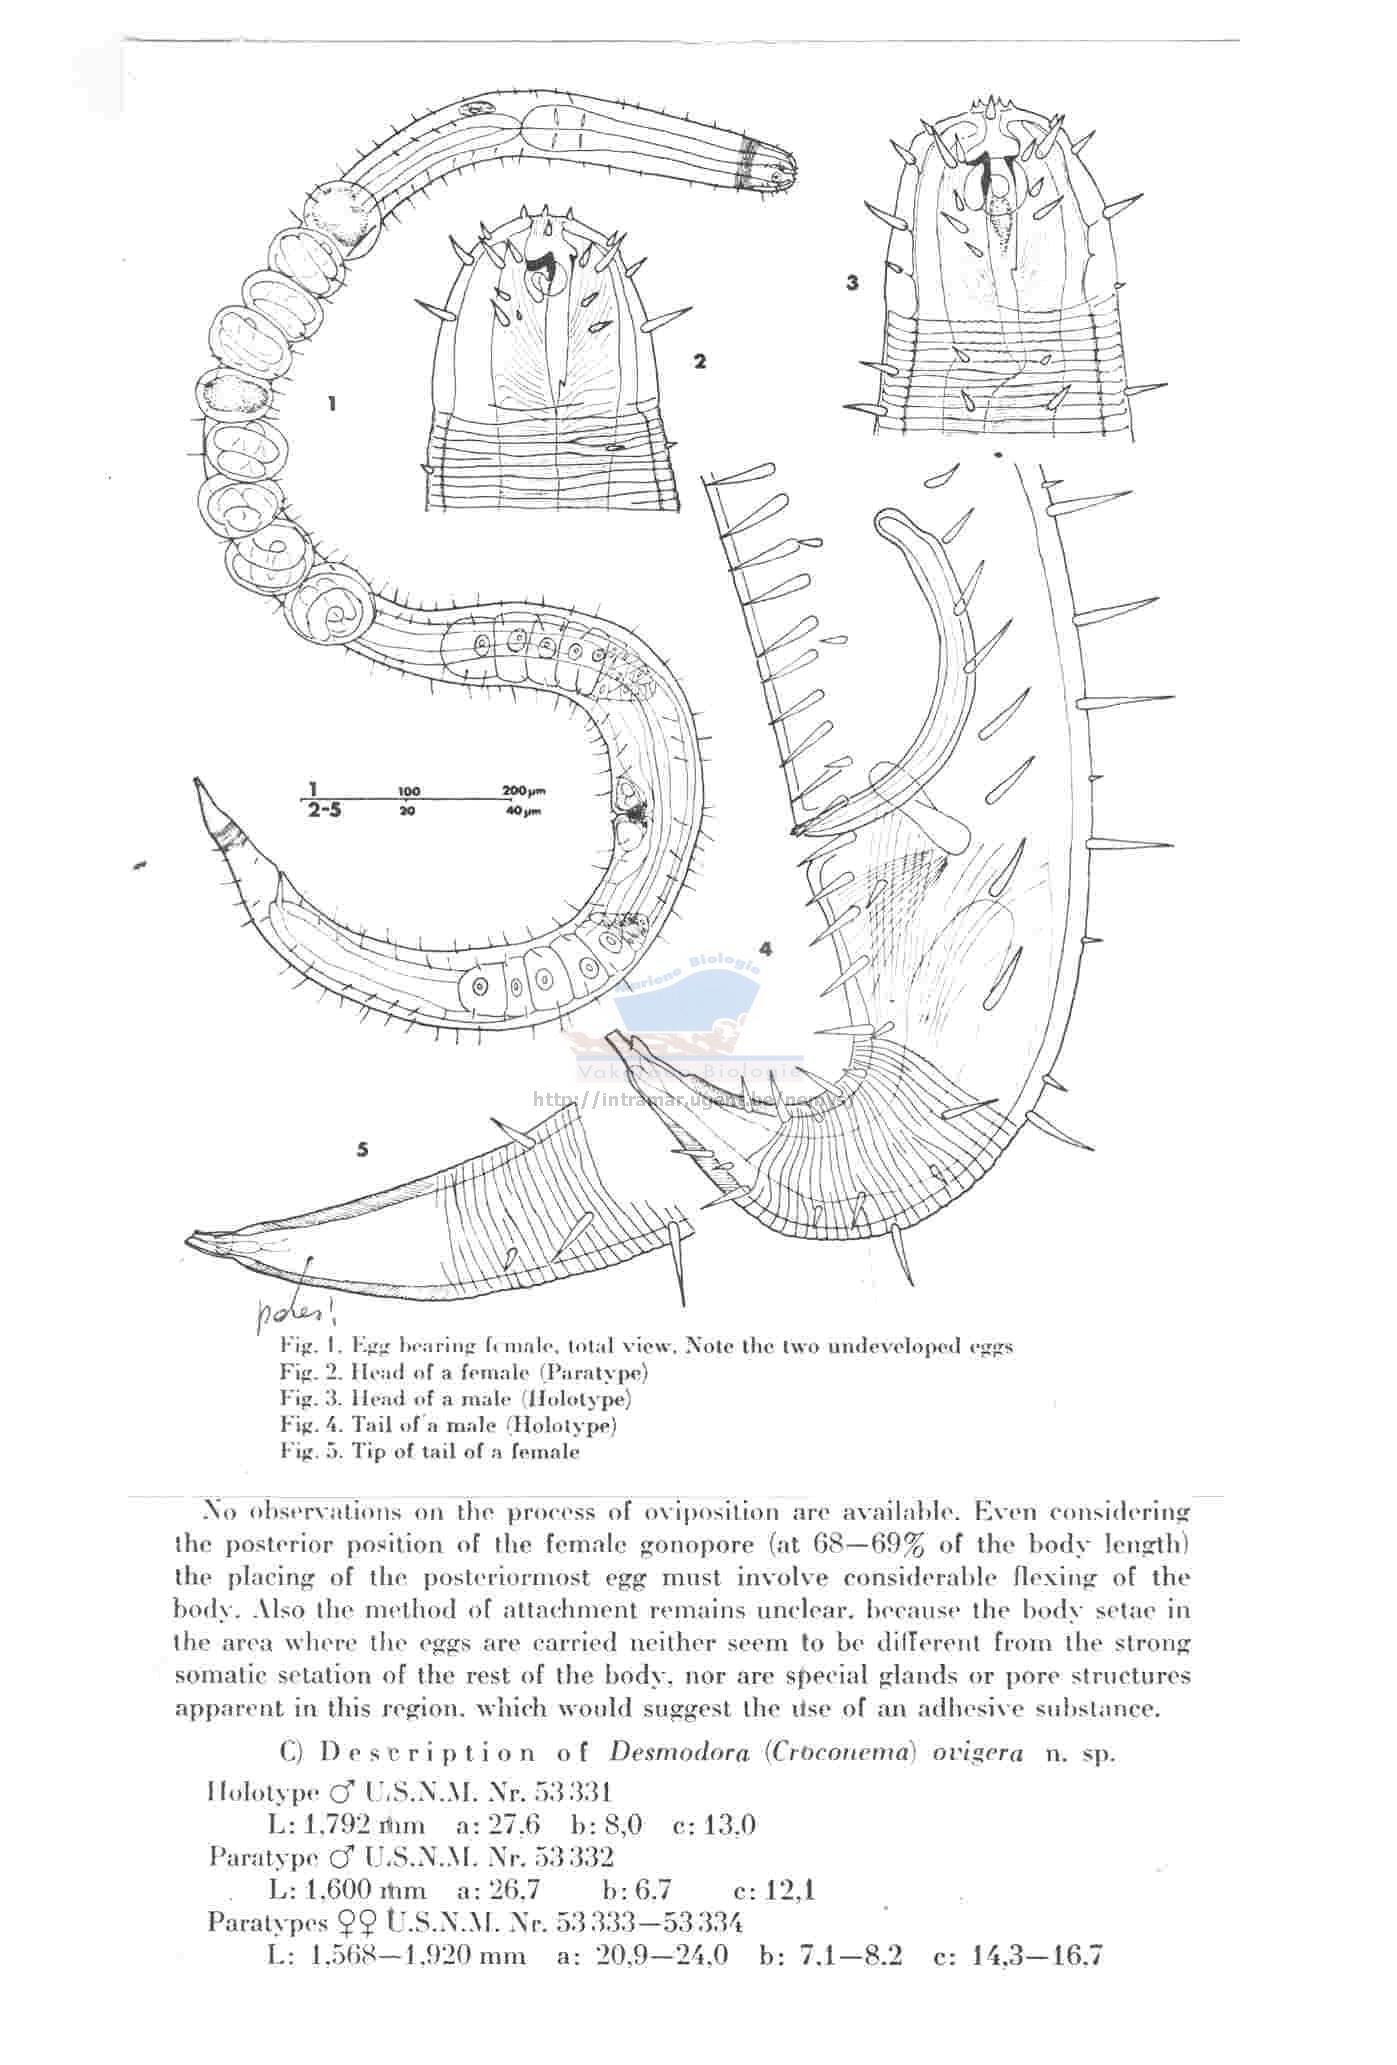 3
2
1
1 100 200 µm
2-5 20 40 µm
4
Mariene Biologie
Biologie
http://intramar.ugent.be/nemys
5
poles!
Fig. 1. Egg bearing female, total view. Note the two undeveloped eggs
Fig. 2. Head of a female (Paratype)
Fig. 3. Head of a male (Holotype)
Fig. 4. Tail of a male (Holotype)
Fig. 5. Tip of tail of a female
No observations on the process of oviposition are available. Even considering
the posterior position of the female gonopore (at 68—69% of the body length)
the placing of the posteriormost egg must involve considerable flexing of the
body. Also the method of attachment remains unclear, because the body setae in
the area where the eggs are carried neither seem to be different from the strong
somatic setation of the rest of the body, nor are special glands or pore structures
apparent in this region, which would suggest the use of an adhesive substance.
C) Description of Desmodora (Croconema) ovigera n. sp.
Holotype ♂ U.S.N.M. Nr. 53331
L: 1,792 mm a: 27.6 b: 8,0 c: 13.0
Paratype ♂ U.S.N.M. Nr. 53332
L: 1,600 mm a: 26,7 b: 6.7 c: 12,1
Paratypes ♀♀ U.S.N.M. Nr. 53333—53334
L: 1.568—1.920 mm a: 20,9—24,0 b: 7.1—8.2 c: 14,3—16.7